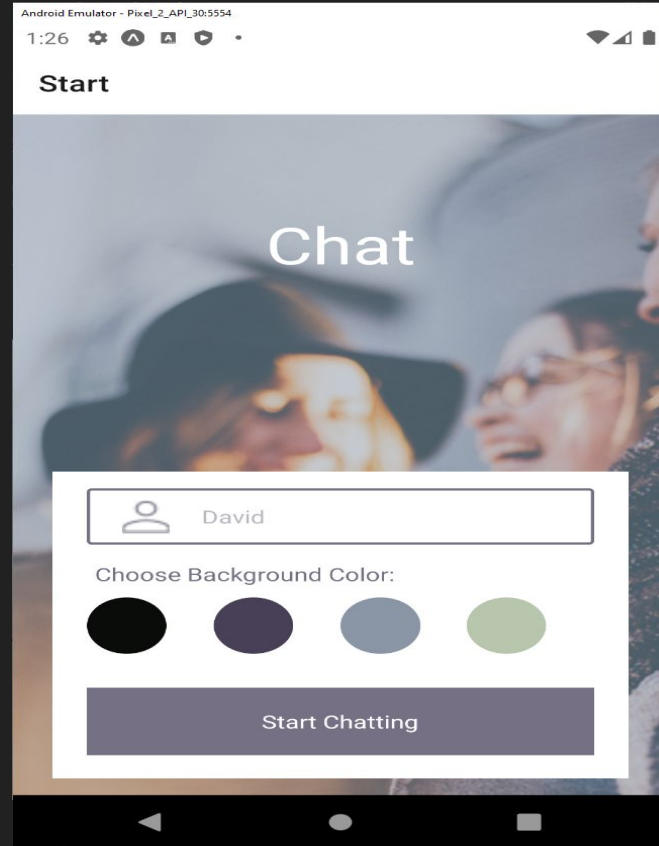 Android Emulator - Pixel_2_API_30:5554
1:26
Start
Chat
David
Choose Background Color:
Start Chatting